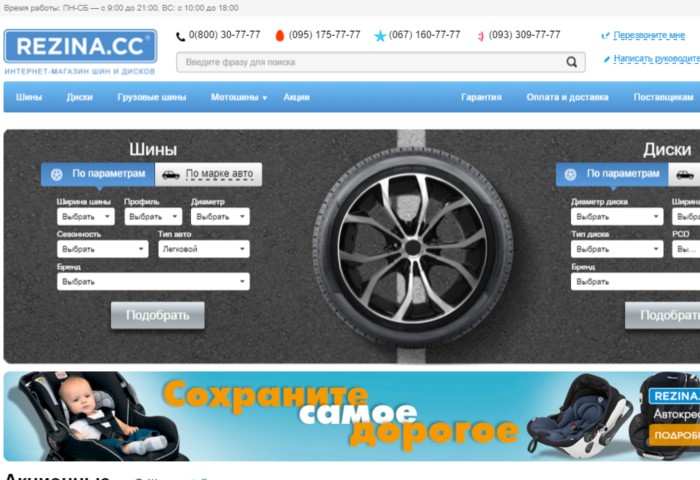 Время работы: ПН-СБ — с 9:00 до 21:00, ВС: с 10:00 до 18:00
REZINA.CC
ИНТЕРНЕТ-МАГАЗИН ШИН И ДИСКОВ
0(800) 30-77-77 (095) 175-77-77 (067) 160-77-77 (093) 309-77-77
Перезвоните мне
Введите фразу для поиска
Написать руководите
Шины Диски Грузовые шины Мотошины Акции Гарантия Оплата и доставка Поставщикам
Шины
По параметрам По марке авто
Ширина шины Профиль Диаметр
Выбрать Выбрать Выбрать
Сезонность Тип авто
Выбрать Легковой
Бренд
Выбрать
Подобрать
Диски
По параметрам
Диаметр диска Ширин
Выбрать Выбрат
Тип диска PCD
Выбрать Вы...
Бренд
Выбрать
Подобрат
Сохраните
самое
дорогое
REZINA.
Автокрес
ПОДРОБН
Акционные